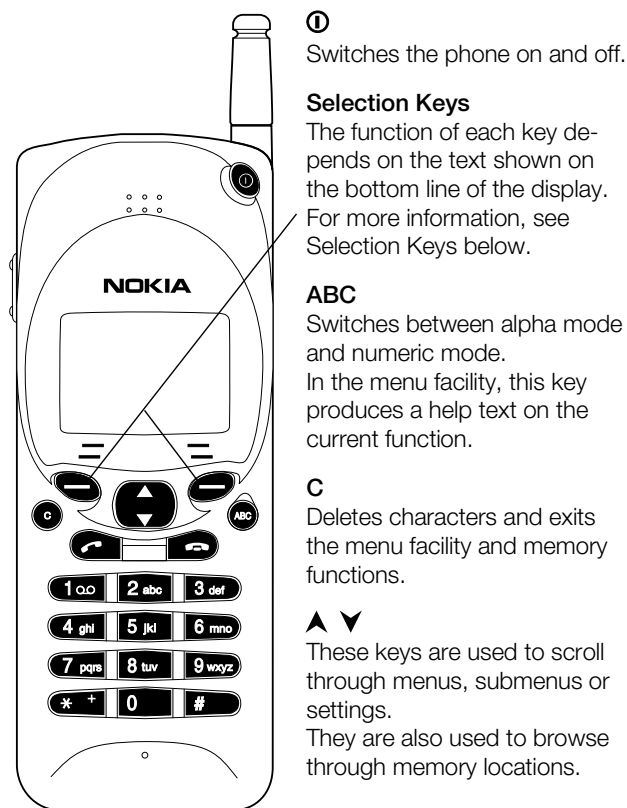 Switches the phone on and off.
Selection Keys
The function of each key de-
pends on the text shown on
the bottom line of the display.
For more information, see
Selection Keys below.
ABC
Switches between alpha mode
and numeric mode.
In the menu facility, this key
produces a help text on the
current function.
C
Deletes characters and exits
the menu facility and memory
functions.
These keys are used to scroll
through menus, submenus or
settings.
They are also used to browse
through memory locations.
NOKIA
C
ABC
1 2 abc 3 def
4 ghi 5 jkl 6 mno
7 pqrs 8 tuv 9 wxyz
* + 0 #